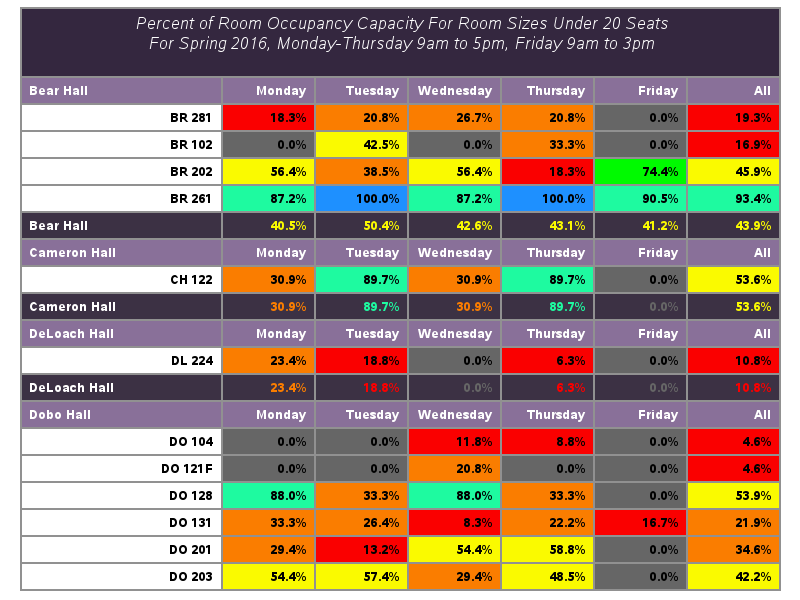 Percent of Room Occupancy Capacity For Room Sizes Under 20 Seats
For Spring 2016, Monday-Thursday 9am to 5pm, Friday 9am to 3pm
Bear Hall Monday Tuesday Wednesday Thursday Friday All
BR 281 18.3% 20.8% 26.7% 20.8% 0.0% 19.3%
BR 102 0.0% 42.5% 0.0% 33.3% 0.0% 16.9%
BR 202 56.4% 38.5% 56.4% 18.3% 74.4% 45.9%
BR 261 87.2% 100.0% 87.2% 100.0% 90.5% 93.4%
Bear Hall 40.5% 50.4% 42.6% 43.1% 41.2% 43.9%
Cameron Hall Monday Tuesday Wednesday Thursday Friday All
CH 122 30.9% 89.7% 30.9% 89.7% 0.0% 53.6%
Cameron Hall 30.9% 89.7% 30.9% 89.7% 0.0% 53.6%
DeLoach Hall Monday Tuesday Wednesday Thursday Friday All
DL 224 23.4% 18.8% 0.0% 6.3% 0.0% 10.8%
DeLoach Hall 23.4% 18.8% 0.0% 6.3% 0.0% 10.8%
Dobo Hall Monday Tuesday Wednesday Thursday Friday All
DO 104 0.0% 0.0% 11.8% 8.8% 0.0% 4.6%
DO 121F 0.0% 0.0% 20.8% 0.0% 0.0% 4.6%
DO 128 88.0% 33.3% 88.0% 33.3% 0.0% 53.9%
DO 131 33.3% 26.4% 8.3% 22.2% 16.7% 21.9%
DO 201 29.4% 13.2% 54.4% 58.8% 0.0% 34.6%
DO 203 54.4% 57.4% 29.4% 48.5% 0.0% 42.2%